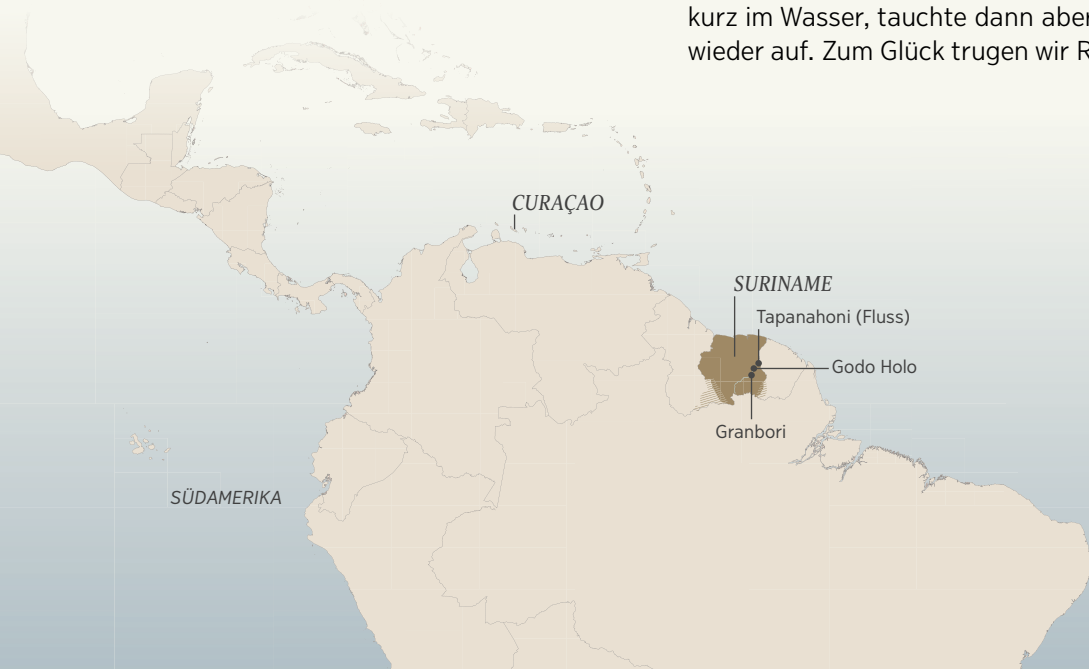 kurz im Wasser, tauchte dann aber
wieder auf. Zum Glück trugen wir R
CURAÇAO
SURINAME
Tapanahoni (Fluss)
Godo Holo
Granbori
SÜDAMERIKA